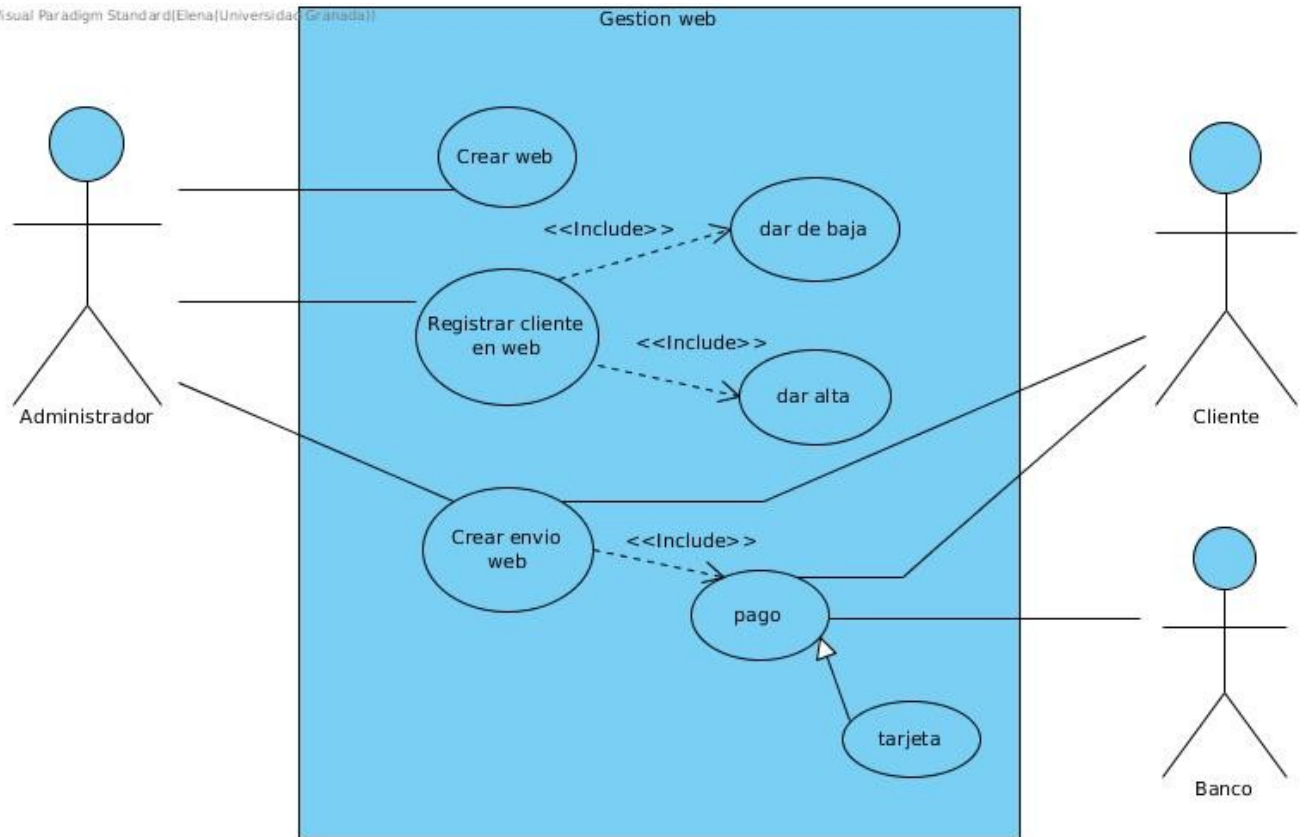 Visual Paradigm Standard(Elena(Universidad Granada))
Gestion web
Crear web
<<Include>>
dar de baja
Registrar cliente
en web
<<Include>>
dar alta
Administrador
Cliente
Crear envio
web
<<Include>>
pago
tarjeta
Banco